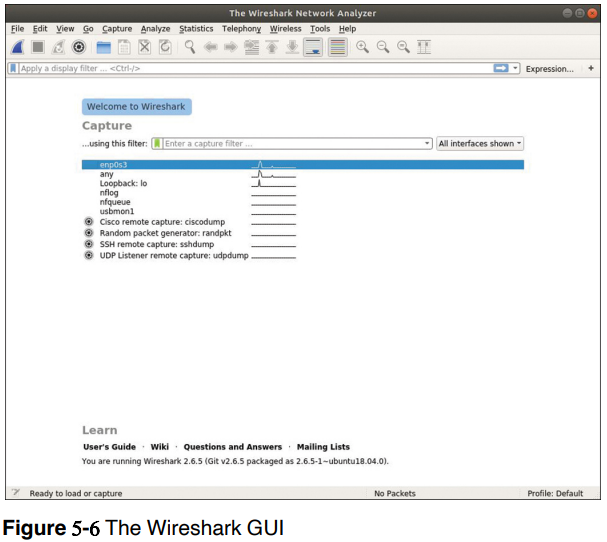 The Wireshark Network Analyzer
File Edit View Go Capture Analyze Statistics Telephony Wireless Tools Help
Apply a display filter ... <Ctrl-/> Expression... +
Welcome to Wireshark
Capture
...using this filter: Enter a capture filter ... All interfaces shown
enp0s3
any
Loopback: lo
nflog
nfqueue
usbmon1
Cisco remote capture: ciscodump
Random packet generator: randpkt
SSH remote capture: sshdump
UDP Listener remote capture: udpdump
Learn
User's Guide · Wiki · Questions and Answers · Mailing Lists
You are running Wireshark 2.6.5 (Git v2.6.5 packaged as 2.6.5-1~ubuntu18.04.0).
Ready to load or capture No Packets Profile: Default
Figure 5-6 The Wireshark GUI